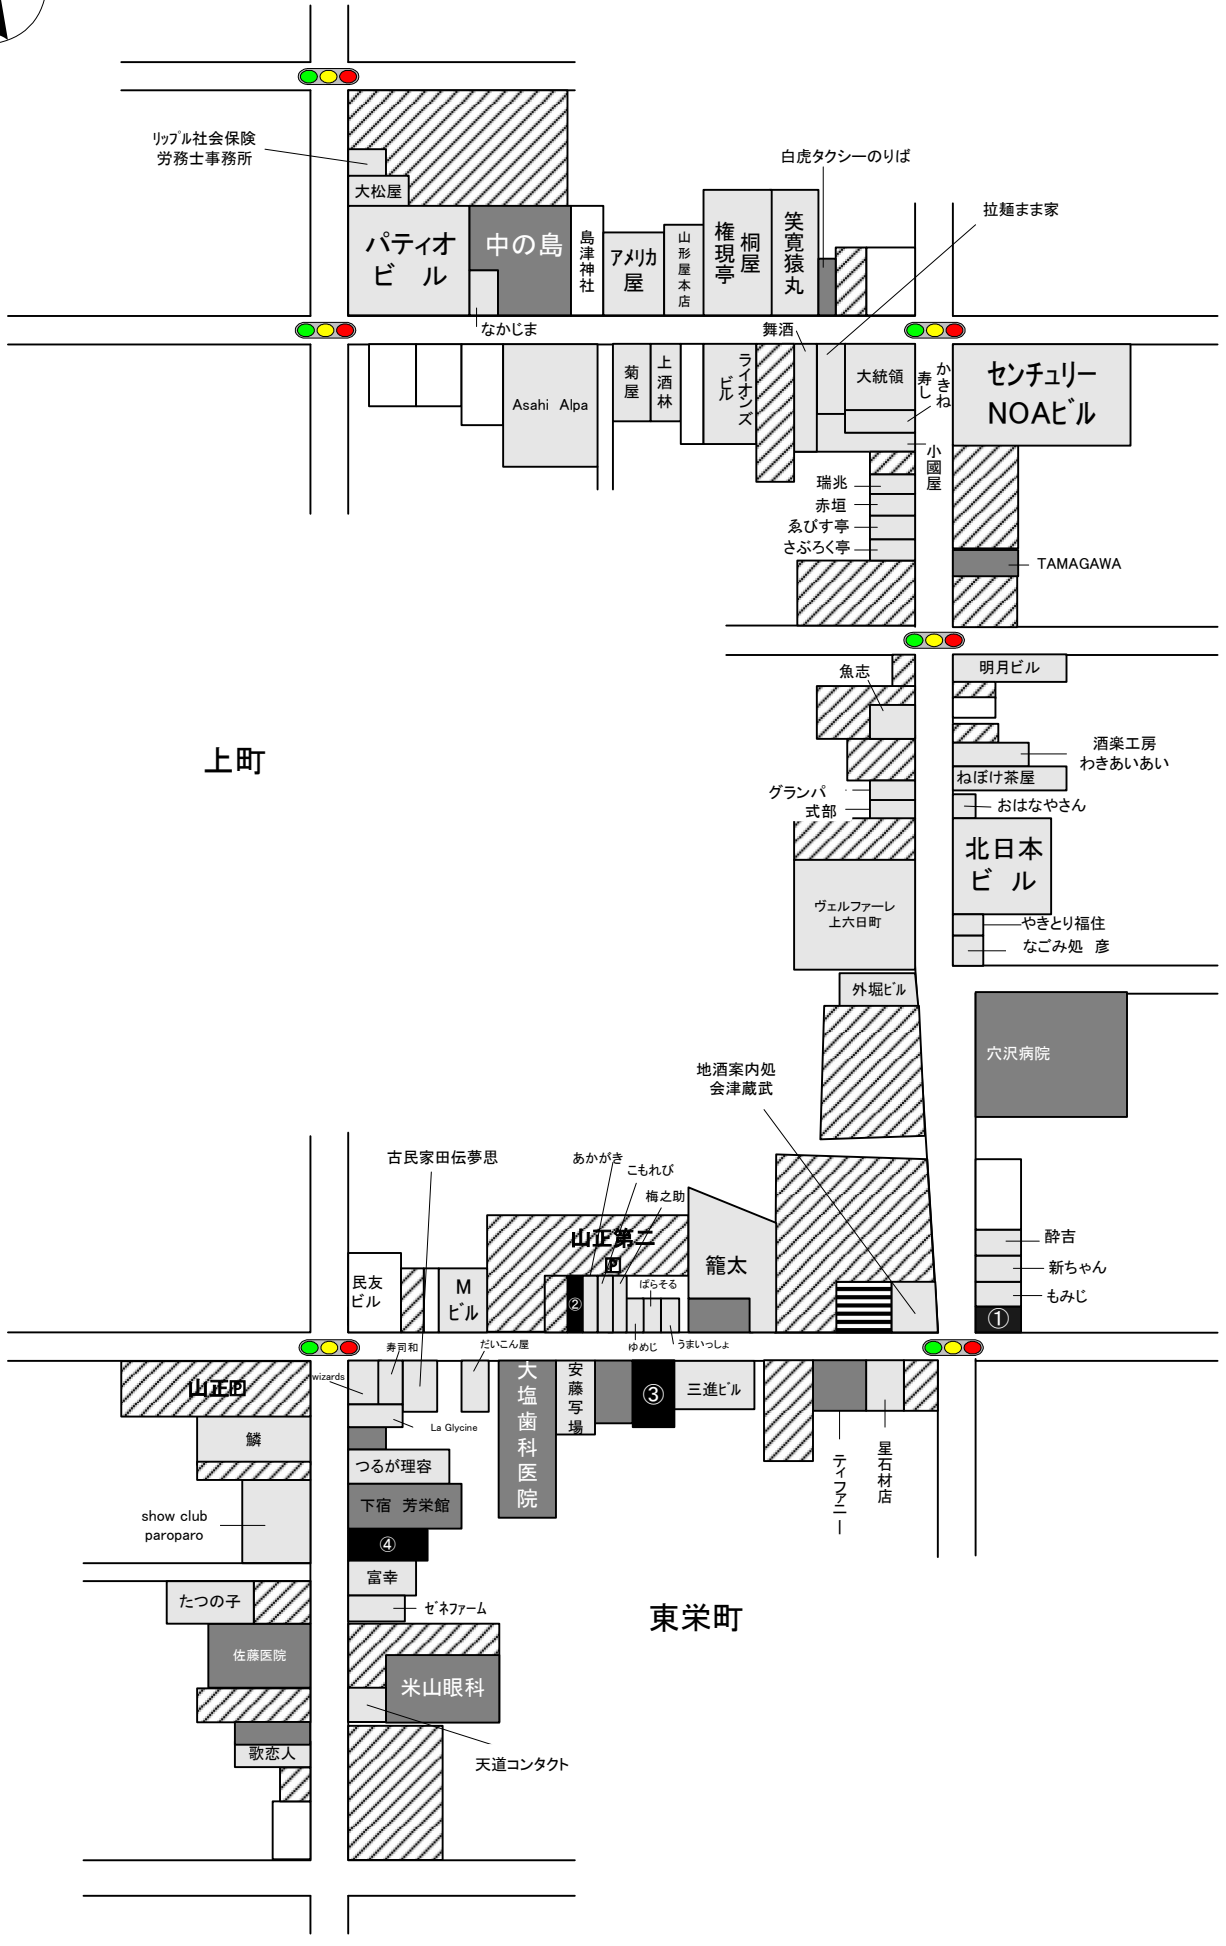 リップル社会保険
労務士事務所
大松屋
パティオ
ビル
中の島
なかじま
島津神社
アメリカ
屋
山形屋本店
権現亭
桐屋
笑寛猿丸
白虎タクシーのりば
拉麺まま家
舞酒
Asahi Alpa
菊屋
上酒林
ライオンズ
ビル
大統領
かきね
寿し
小國屋
センチュリー
NOAビル
瑞兆
赤垣
ゑびす亭
さぶろく亭
TAMAGAWA
上町
魚志
明月ビル
酒楽工房
わきあいあい
ねぼけ茶屋
グランパ
式部
おはなやさん
北日本
ビル
ヴェルファーレ
上六日町
やきとり福住
なごみ処 彦
外堀ビル
穴沢病院
地酒案内処
会津蔵武
古民家田伝夢思
あかがき
こもれび
梅之助
山正第二
P
籠太
民友
ビル
M
ビル
②
ばらそる
酔吉
新ちゃん
もみじ
①
寿司和
だいこん屋
ゆめじ
うまいっしょ
山正P
wizards
La Glycine
大塩歯科医院
安藤写場
③
三進ビル
ティファニー
星石材店
鱗
つるが理容
show club
paroparo
下宿 芳栄館
④
富幸
たつの子
ゼネファーム
東栄町
佐藤医院
米山眼科
歌恋人
天道コンタクト